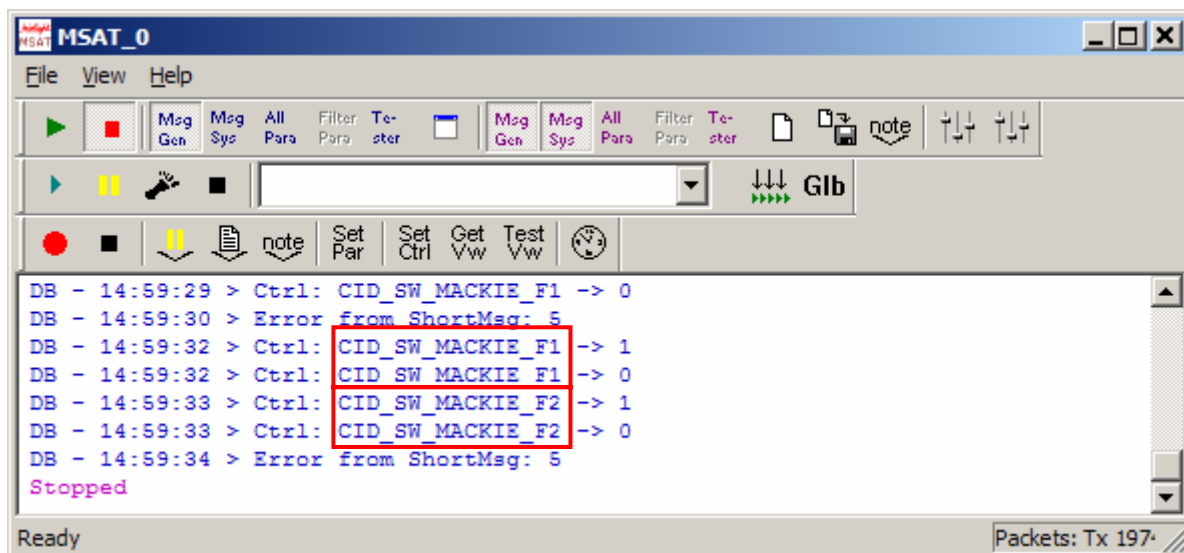 MSAT MSAT_0
File View Help
Msg Gen Msg Sys All Para Filter Para Te-ster Msg Gen Msg Sys All Para Filter Para Te-ster note
Glb
note Set Par Set Ctrl Get Vw Test Vw
DB - 14:59:29 > Ctrl: CID_SW_MACKIE_F1 -> 0
DB - 14:59:30 > Error from ShortMsg: 5
DB - 14:59:32 > Ctrl: CID_SW_MACKIE_F1 -> 1
DB - 14:59:32 > Ctrl: CID_SW_MACKIE_F1 -> 0
DB - 14:59:33 > Ctrl: CID_SW_MACKIE_F2 -> 1
DB - 14:59:33 > Ctrl: CID_SW_MACKIE_F2 -> 0
DB - 14:59:34 > Error from ShortMsg: 5
Stopped
Ready Packets: Tx 197